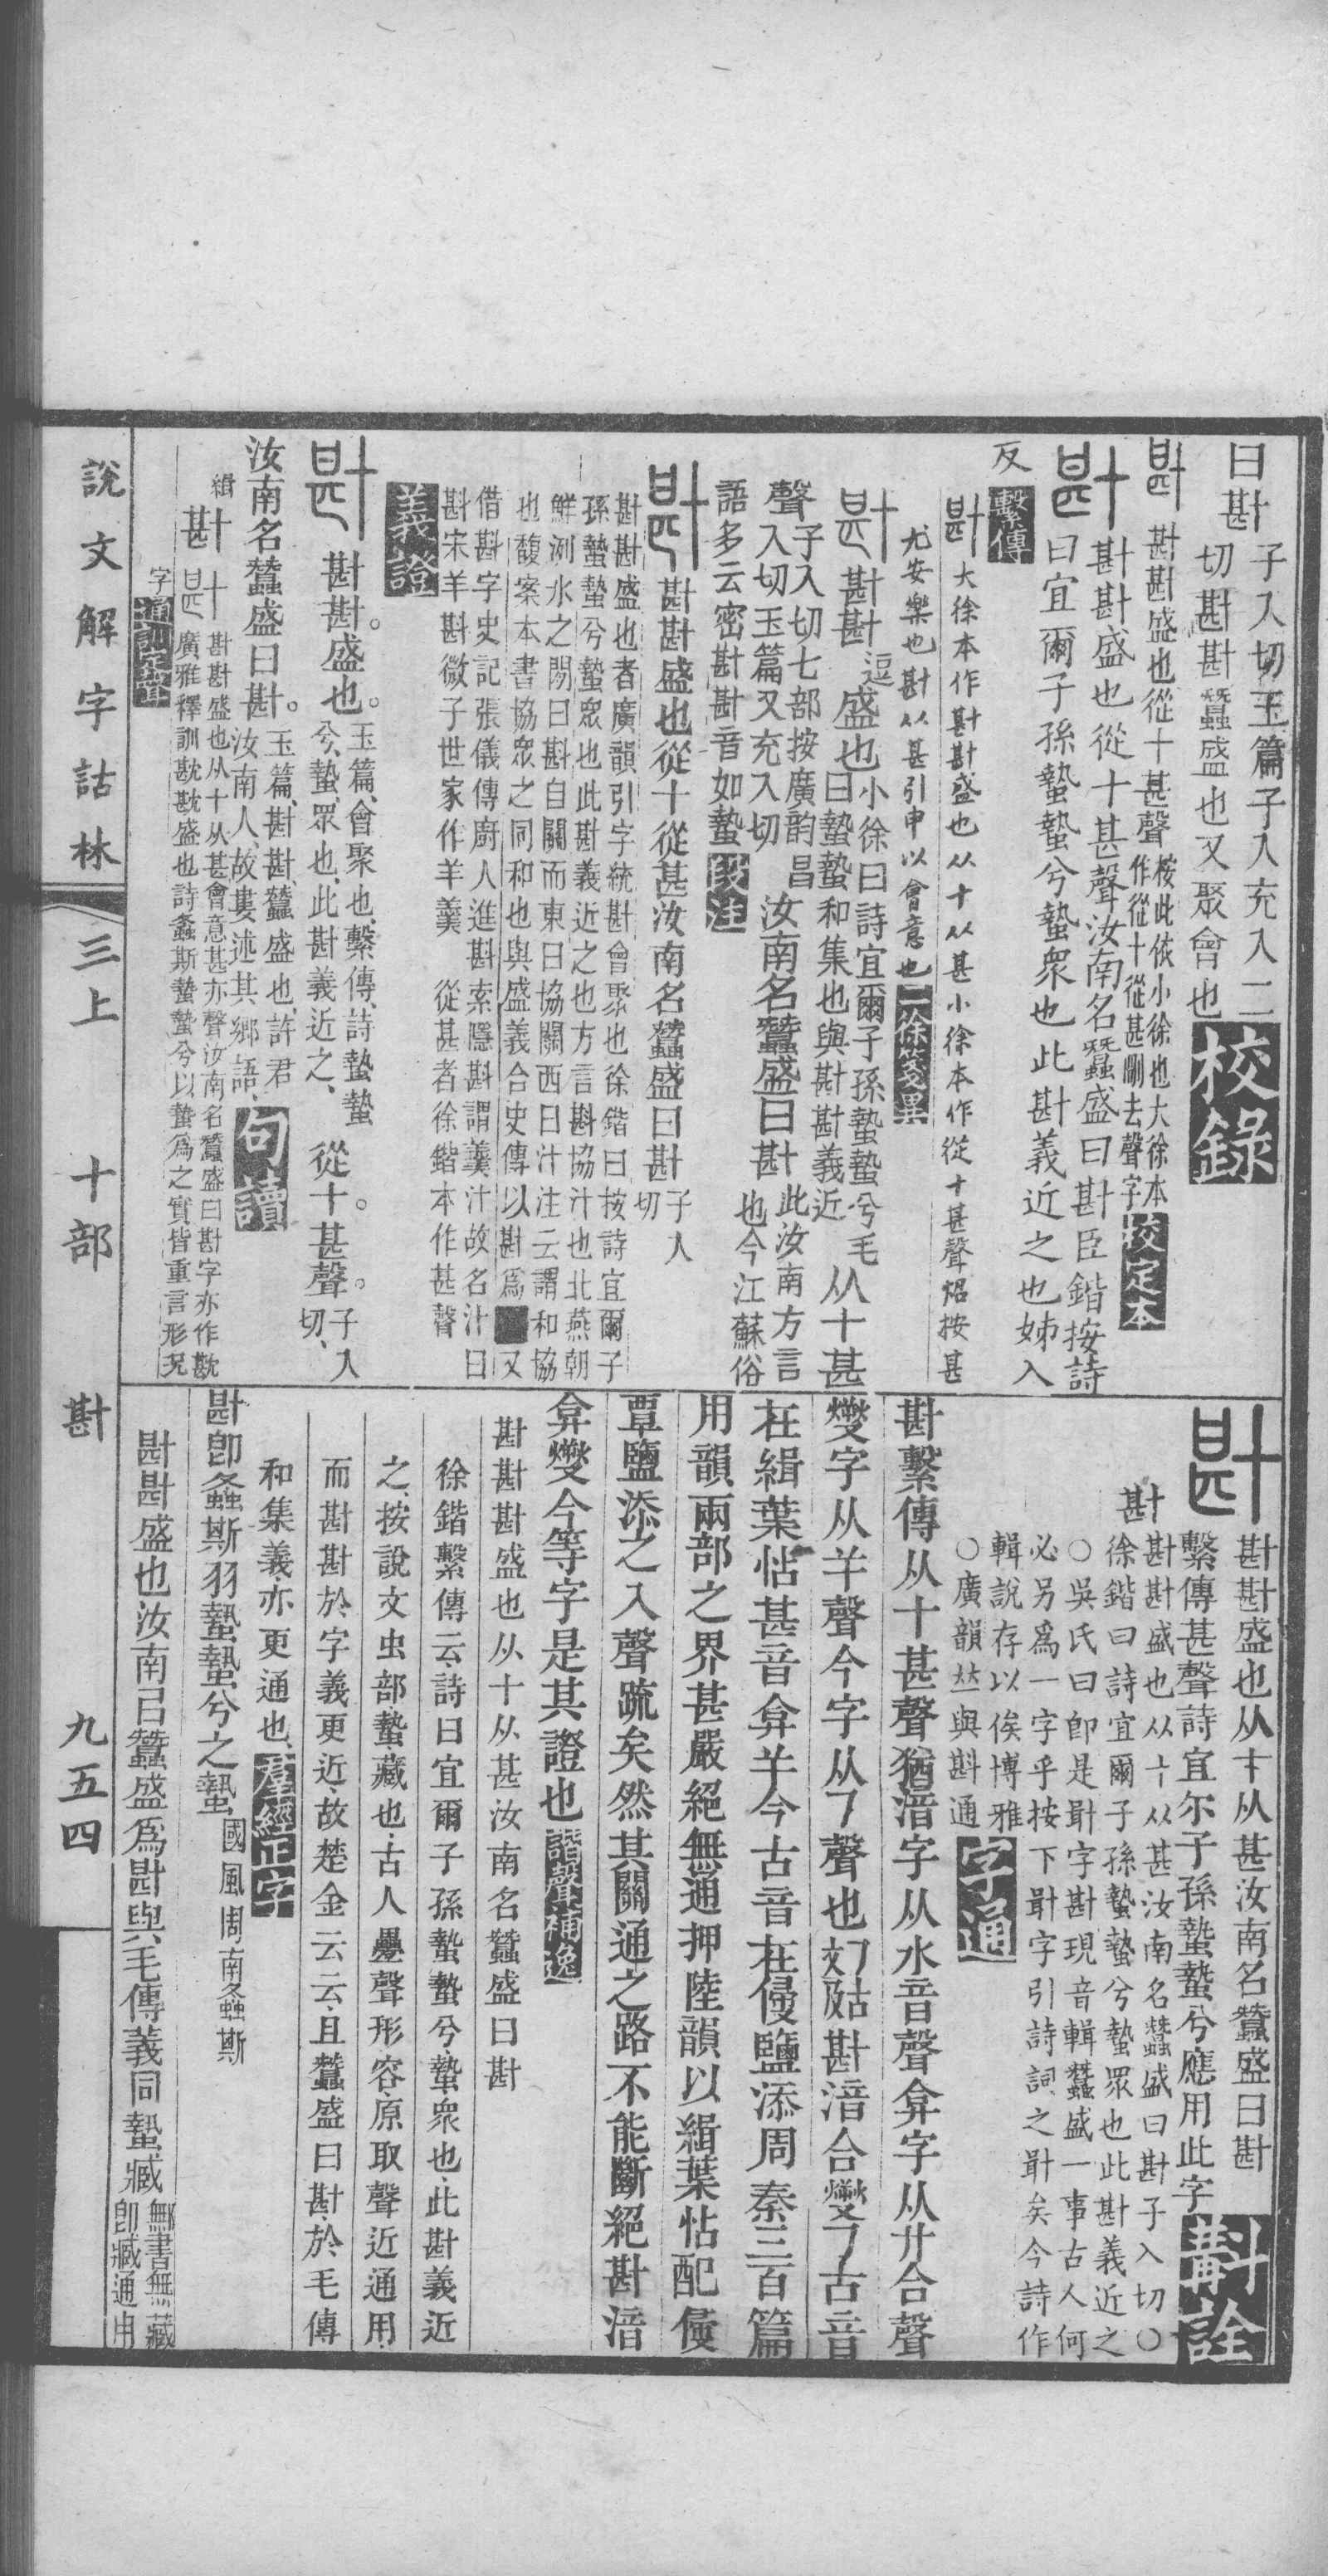 曰卙
子入切玉篇子入充入二
切卙卙蠶盛也又聚會也
校錄
卙卙盛也從十甚聲
桉此依小徐也大徐本
作從十從甚刪去聲字
校定本
卙卙盛也從十甚聲汝南名蠶盛曰卙臣鍇按詩
曰宜爾子孫蟄蟄兮蟄衆也此卙義近之也姊入
反
繫傳
大徐本作卙卙盛也从十从甚小徐本作從十甚聲炤按甚
尤安樂也卙从甚引申以會意也
二徐箋異
卙卙
逗
盛也
小徐曰詩宜爾子孫蟄蟄兮毛
曰蟄蟄和集也與卙卙義近
从十甚
聲
子入切七部按廣韵昌
入切玉篇又充入切
汝南名蠶盛曰卙
此汝南方言
也今江蘇俗
語多云密卙卙音如蟄
段注
卙卙盛也從十從甚汝南名蠶盛曰卙
子入
切
卙卙盛也者廣韻引字統卙會聚也徐鍇曰按詩宜爾子
孫蟄蟄兮蟄眾也此卙義近之也方言斟協汁也北燕朝
鮮洌水之閒曰斟自關而東曰協關西曰汁注云謂和協
也馥案本書協眾之同和也與盛義合史傳以卙爲又
借斟字史記張儀傳廚人進斟索隱斟謂羹汁故名汁曰
斟宋羊斟微子世家作羊羹 從甚者徐鍇本作甚聲
義證
卙卙。盛也。
玉篇、會聚也、繫傳、詩蟄蟄
兮、蟄、眾也、此卙義近之、
從十。甚聲。
子入
切、
汝南名蠶盛曰卙。
玉篇、卙卙、蠶盛也、許君、
汝南人、故婁述其鄉語、
句讀
緝
卙
卙卙盛也从十从甚會意甚亦聲汝南名蠶盛曰卙字亦作戡
廣雅釋訓戡戡盛也詩螽斯蟄蟄兮以蟄爲之實皆重言形況
字
通訓定聲
卙卙盛也从十从甚汝南名蠶盛曰卙
繫傳甚聲詩宜尔子孫蟄蟄兮應用此字
斠詮
卙
卙卙盛也从十从甚汝南名蠶盛曰卙子入切〇
徐鍇曰詩宜爾子孫蟄蟄兮蟄眾也此卙義近之
〇吳氏曰卽是斟字卙現音輯蠶盛一事古人何
必另爲一字乎按下斟字引詩詞之斟矣今詩作
輯說存以俟博雅
〇廣韻𠀤與斟通
字通
卙繫傳从十甚聲猶湆字从水音聲弇字从廾合聲
燮字从羊聲今字从㇇聲也卙湆合燮㇇古音
在緝葉怗甚音弇羊今古音在侵鹽添周秦三百篇
用韻兩部之界甚嚴絕無通押陸韻以緝葉怗配侵
覃鹽添之入聲疏矣然其關通之路不能斷絕卙湆
弇燮今等字是其證也
諧聲補逸
卙卙卙盛也从十从甚汝南名蠶盛曰卙
徐鍇繫傳云詩曰宜爾子孫蟄蟄兮、蟄、衆也、此卙義近
之、按說文虫部蟄、藏也、古人疉聲形容、原取聲近通用、
而卙卙於字義更近、故楚金云云、且蠶盛曰卙、於毛傳
和集義、亦更通也、
羣經正字
卙卽螽斯羽蟄蟄兮之蟄
國風周南螽斯
卙卙盛也汝南呂蠶盛爲卙與毛傳義同蟄、臧
鄦書無藏
卽臧通用
說文解字詁林
三上
十部
卙
九五四